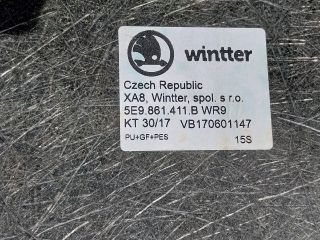 wintter
Czech Republic
XA8, Wintter, spol. s r.o.
5E9.861.411.B WR9
KT 30/17 VB170601147
PU+GF+PES 15S